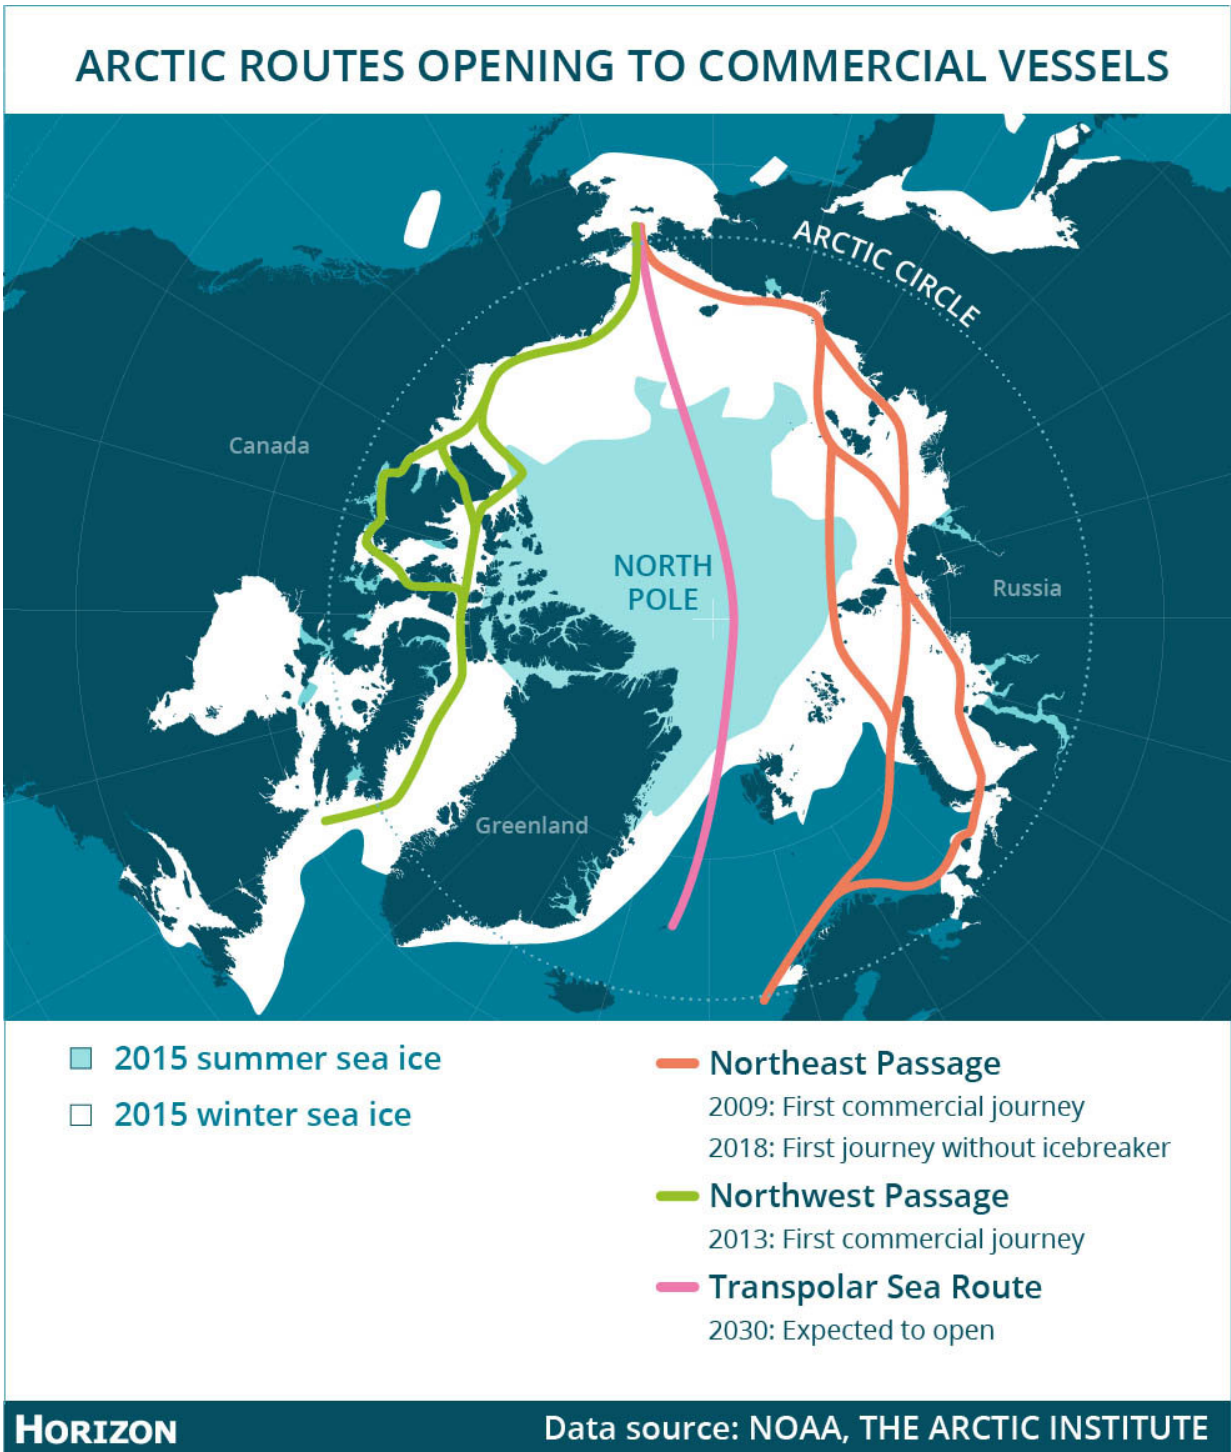 ARCTIC ROUTES OPENING TO COMMERCIAL VESSELS
ARCTIC CIRCLE
Canada
NORTH
POLE
Russia
Greenland
2015 summer sea ice
2015 winter sea ice
Northeast Passage
2009: First commercial journey
2018: First journey without icebreaker
Northwest Passage
2013: First commercial journey
Transpolar Sea Route
2030: Expected to open
HORIZON
Data source: NOAA, THE ARCTIC INSTITUTE